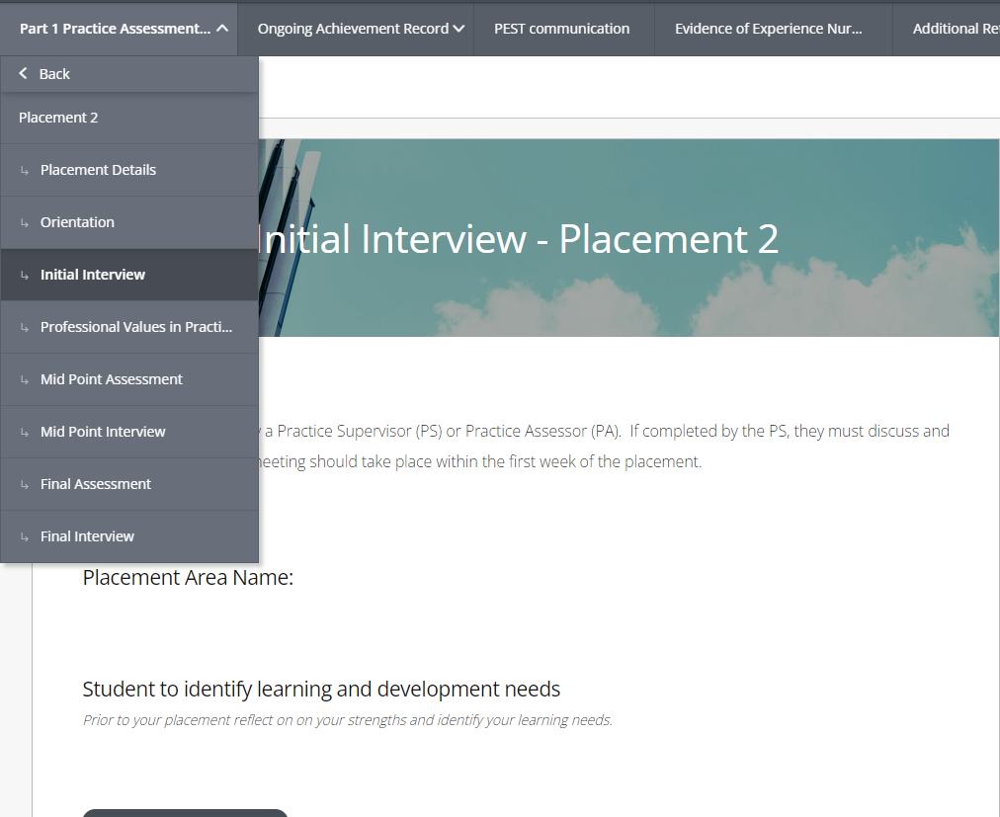 Part 1 Practice Assessment...
Ongoing Achievement Record
PEST communication
Evidence of Experience Nur...
Additional
Back
Placement 2
Placement Details
Orientation
Initial Interview
Professional Values in Practi...
Mid Point Assessment
Mid Point Interview
Final Assessment
Final Interview
Initial Interview - Placement 2
a Practice Supervisor (PS) or Practice Assessor (PA). If completed by the PS, they must discuss and
meeting should take place within the first week of the placement.
Placement Area Name:
Student to identify learning and development needs
Prior to your placement reflect on on your strengths and identify your learning needs.